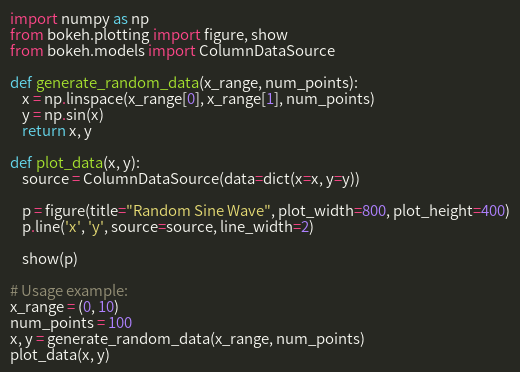 import numpy as np
from bokeh.plotting import figure, show
from bokeh.models import ColumnDataSource

def generate_random_data(x_range, num_points):
    x = np.linspace(x_range[0], x_range[1], num_points)
    y = np.sin(x)
    return x, y

def plot_data(x, y):
    source = ColumnDataSource(data=dict(x=x, y=y))

    p = figure(title="Random Sine Wave", plot_width=800, plot_height=400)
    p.line('x', 'y', source=source, line_width=2)

    show(p)

# Usage example:
x_range = (0, 10)
num_points = 100
x, y = generate_random_data(x_range, num_points)
plot_data(x, y)